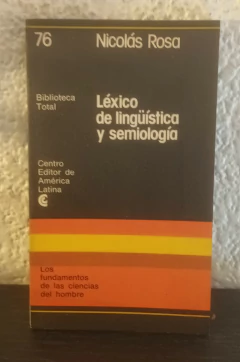 76 Nicolás Rosa
Biblioteca
Total
Léxico
de lingüística
y semiología
Centro
Editor de
América
Latina
Los
fundamentos
de las ciencias
del hombre